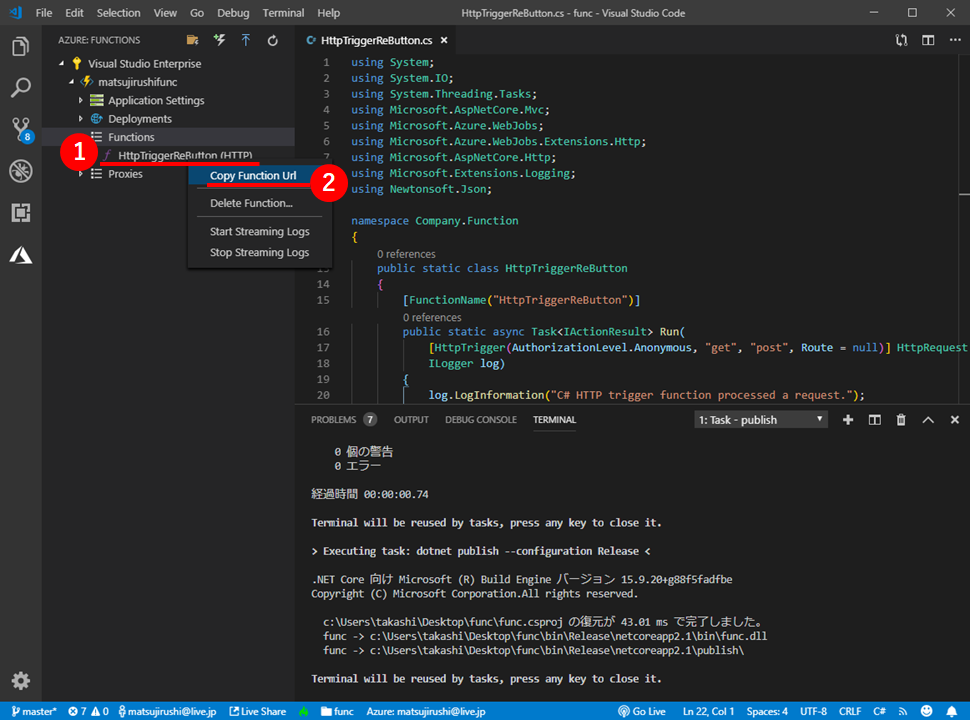 File Edit Selection View Go Debug Terminal Help HttpTriggerReButton.cs - func - Visual Studio Code
AZURE: FUNCTIONS
Visual Studio Enterprise
matsujirushifunc
Application Settings
Deployments
Functions
HttpTriggerReButton (HTTP)
Proxies
8
1
2
Copy Function Url
Delete Function...
Start Streaming Logs
Stop Streaming Logs
HttpTriggerReButton.cs
1 using System;
2 using System.IO;
3 using System.Threading.Tasks;
4 using Microsoft.AspNetCore.Mvc;
5 using Microsoft.Azure.WebJobs;
6 using Microsoft.Azure.WebJobs.Extensions.Http;
7 using Microsoft.AspNetCore.Http;
using Microsoft.Extensions.Logging;
using Newtonsoft.Json;
namespace Company.Function
{
0 references
13 public static class HttpTriggerReButton
14 {
15 [FunctionName("HttpTriggerReButton")]
0 references
16 public static async Task<IActionResult> Run(
17 [HttpTrigger(AuthorizationLevel.Anonymous, "get", "post", Route = null)] HttpRequest
18 ILogger log)
19 {
20 log.LogInformation("C# HTTP trigger function processed a request.");
PROBLEMS 7 OUTPUT DEBUG CONSOLE TERMINAL 1: Task - publish
0 個の警告
0 エラー
経過時間 00:00:00.74
Terminal will be reused by tasks, press any key to close it.
> Executing task: dotnet publish --configuration Release <
.NET Core 向け Microsoft (R) Build Engine バージョン 15.9.20+g88f5fadfbe
Copyright (C) Microsoft Corporation.All rights reserved.
c:\Users\takashi\Desktop\func\func.csproj の復元が 43.01 ms で完了しました。
func -> c:\Users\takashi\Desktop\func\bin\Release\netcoreapp2.1\bin\func.dll
func -> c:\Users\takashi\Desktop\func\bin\Release\netcoreapp2.1\publish\
Terminal will be reused by tasks, press any key to close it.
master* 7 0 matsujirushi@live.jp Live Share func Azure: matsujirushi@live.jp Go Live Ln 22, Col 1 Spaces: 4 UTF-8 CRLF C#